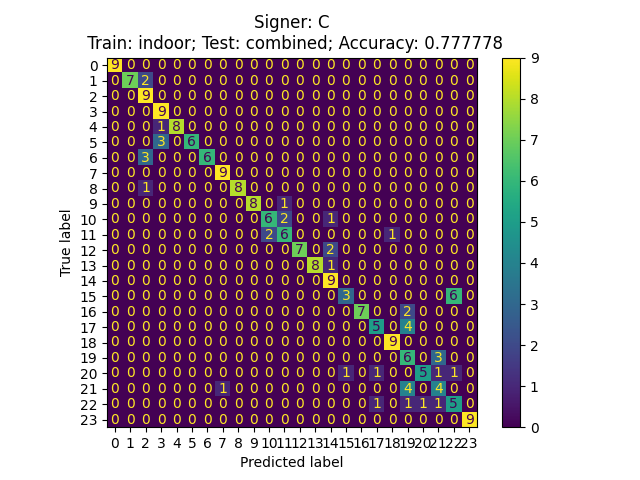 Signer: C
Train: indoor; Test: combined; Accuracy: 0.777778
True label
0 9 0 0 0 0 0 0 0 0 0 0 0 0 0 0 0 0 0 0 0 0 0 0 0
1 0 7 2 0 0 0 0 0 0 0 0 0 0 0 0 0 0 0 0 0 0 0 0 0
2 0 0 9 0 0 0 0 0 0 0 0 0 0 0 0 0 0 0 0 0 0 0 0 0
3 0 0 0 9 0 0 0 0 0 0 0 0 0 0 0 0 0 0 0 0 0 0 0 0
4 0 0 0 1 8 0 0 0 0 0 0 0 0 0 0 0 0 0 0 0 0 0 0 0
5 0 0 0 3 0 6 0 0 0 0 0 0 0 0 0 0 0 0 0 0 0 0 0 0
6 0 0 3 0 0 0 6 0 0 0 0 0 0 0 0 0 0 0 0 0 0 0 0 0
7 0 0 0 0 0 0 0 9 0 0 0 0 0 0 0 0 0 0 0 0 0 0 0 0
8 0 0 1 0 0 0 0 0 8 0 0 0 0 0 0 0 0 0 0 0 0 0 0 0
9 0 0 0 0 0 0 0 0 0 8 0 1 0 0 0 0 0 0 0 0 0 0 0 0
10 0 0 0 0 0 0 0 0 0 0 6 2 0 0 1 0 0 0 0 0 0 0 0 0
11 0 0 0 0 0 0 0 0 0 0 2 6 0 0 0 0 0 0 1 0 0 0 0 0
12 0 0 0 0 0 0 0 0 0 0 0 0 7 0 2 0 0 0 0 0 0 0 0 0
13 0 0 0 0 0 0 0 0 0 0 0 0 0 8 1 0 0 0 0 0 0 0 0 0
14 0 0 0 0 0 0 0 0 0 0 0 0 0 0 9 0 0 0 0 0 0 0 0 0
15 0 0 0 0 0 0 0 0 0 0 0 0 0 0 0 3 0 0 0 0 0 0 6 0
16 0 0 0 0 0 0 0 0 0 0 0 0 0 0 0 0 7 0 0 2 0 0 0 0
17 0 0 0 0 0 0 0 0 0 0 0 0 0 0 0 0 0 5 0 4 0 0 0 0
18 0 0 0 0 0 0 0 0 0 0 0 0 0 0 0 0 0 0 9 0 0 0 0 0
19 0 0 0 0 0 0 0 0 0 0 0 0 0 0 0 0 0 0 0 6 0 3 0 0
20 0 0 0 0 0 0 0 0 0 0 0 0 0 0 0 1 0 1 0 0 5 1 1 0
21 0 0 0 0 0 0 0 1 0 0 0 0 0 0 0 0 0 0 0 4 0 4 0 0
22 0 0 0 0 0 0 0 0 0 0 0 0 0 0 0 0 0 1 0 1 1 1 5 0
23 0 0 0 0 0 0 0 0 0 0 0 0 0 0 0 0 0 0 0 0 0 0 0 9
0 1 2 3 4 5 6 7 8 9 10 11 12 13 14 15 16 17 18 19 20 21 22 23
Predicted label
9
8
7
6
5
4
3
2
1
0